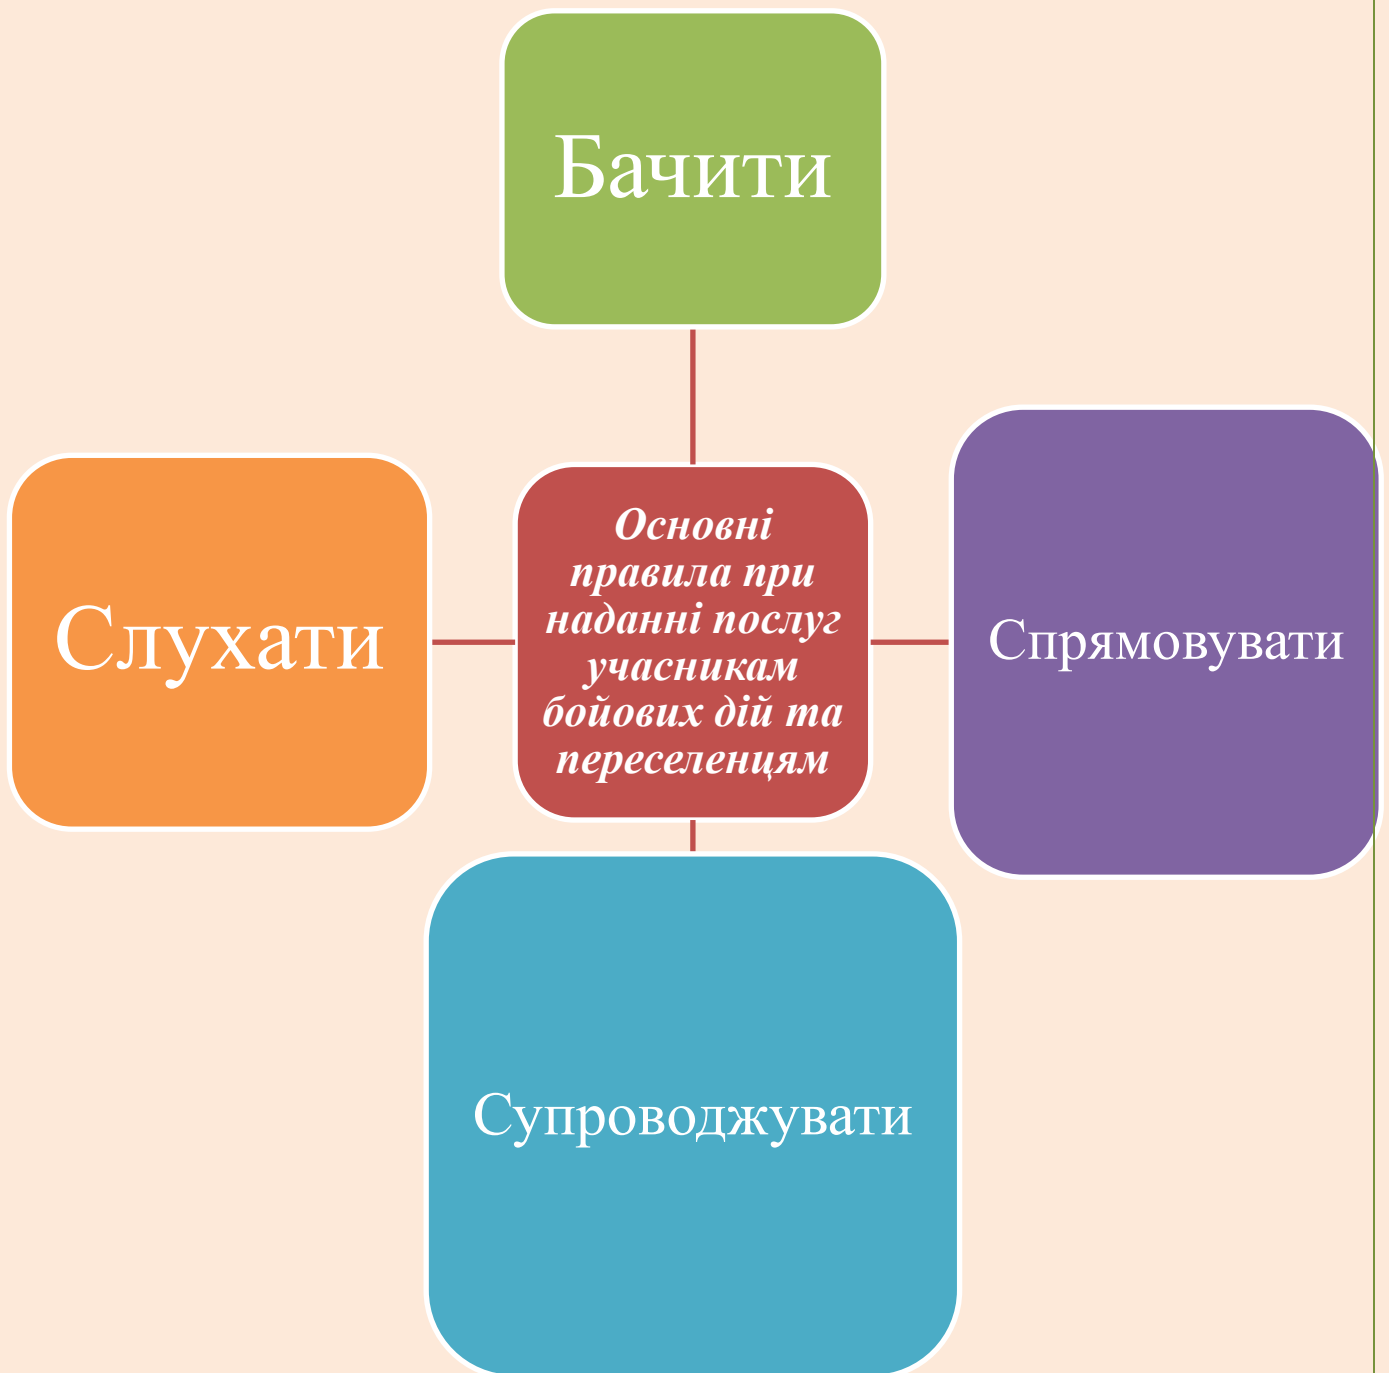 Бачити
Слухати
Основні
правила при
наданні послуг
учасникам
бойових дій та
переселенцям
Спрямовувати
Супроводжувати